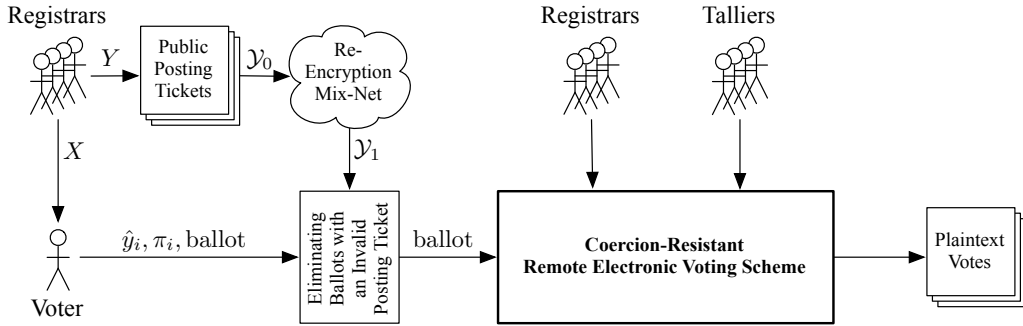 Registrars
Registrars
Talliers
Public
Posting
Tickets
Re-
Encryption
Mix-Net
Y
𝒴₀
X
𝒴₁
Eliminating
Ballots with
an Invalid
Posting Ticket
ŷᵢ, πᵢ, ballot
ballot
Coercion-Resistant
Remote Electronic Voting Scheme
Plaintext
Votes
Voter